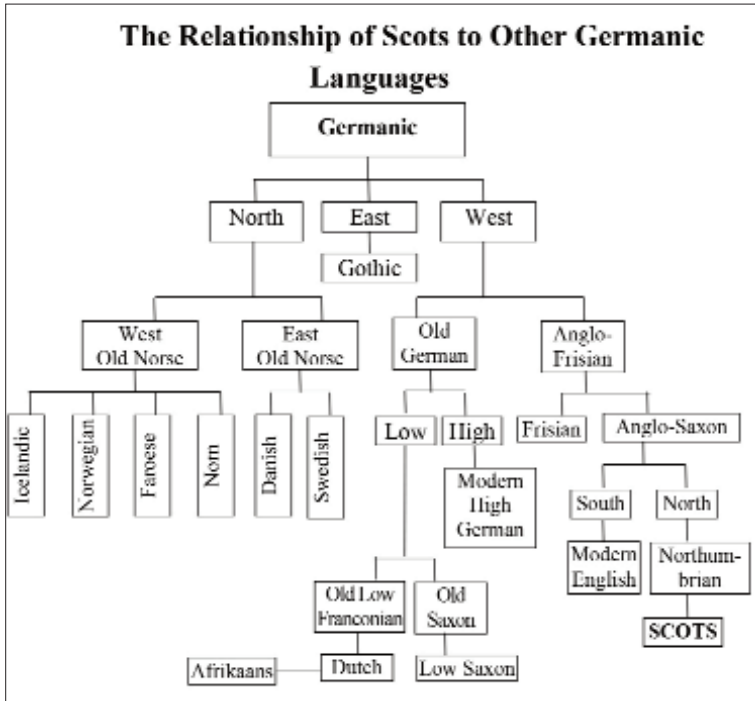 The Relationship of Scots to Other Germanic
Languages
Germanic
North
East
West
Gothic
West
Old Norse
East
Old Norse
Old
German
Anglo-
Frisian
Icelandic
Norwegian
Faroese
Norn
Danish
Swedish
Low
High
Frisian
Anglo-Saxon
Modern
High
German
South
North
Modern
English
Northum-
brian
Old Low
Franconian
Old
Saxon
SCOTS
Afrikaans
Dutch
Low Saxon